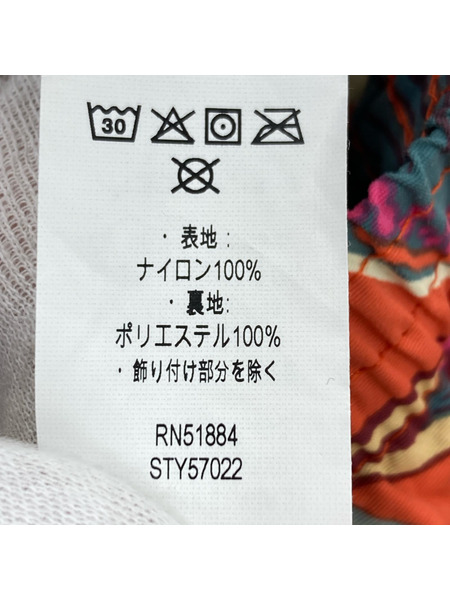 30
・表地:
ナイロン100%
・裏地:
ポリエステル100%
・飾り付け部分を除く
RN51884
STY57022